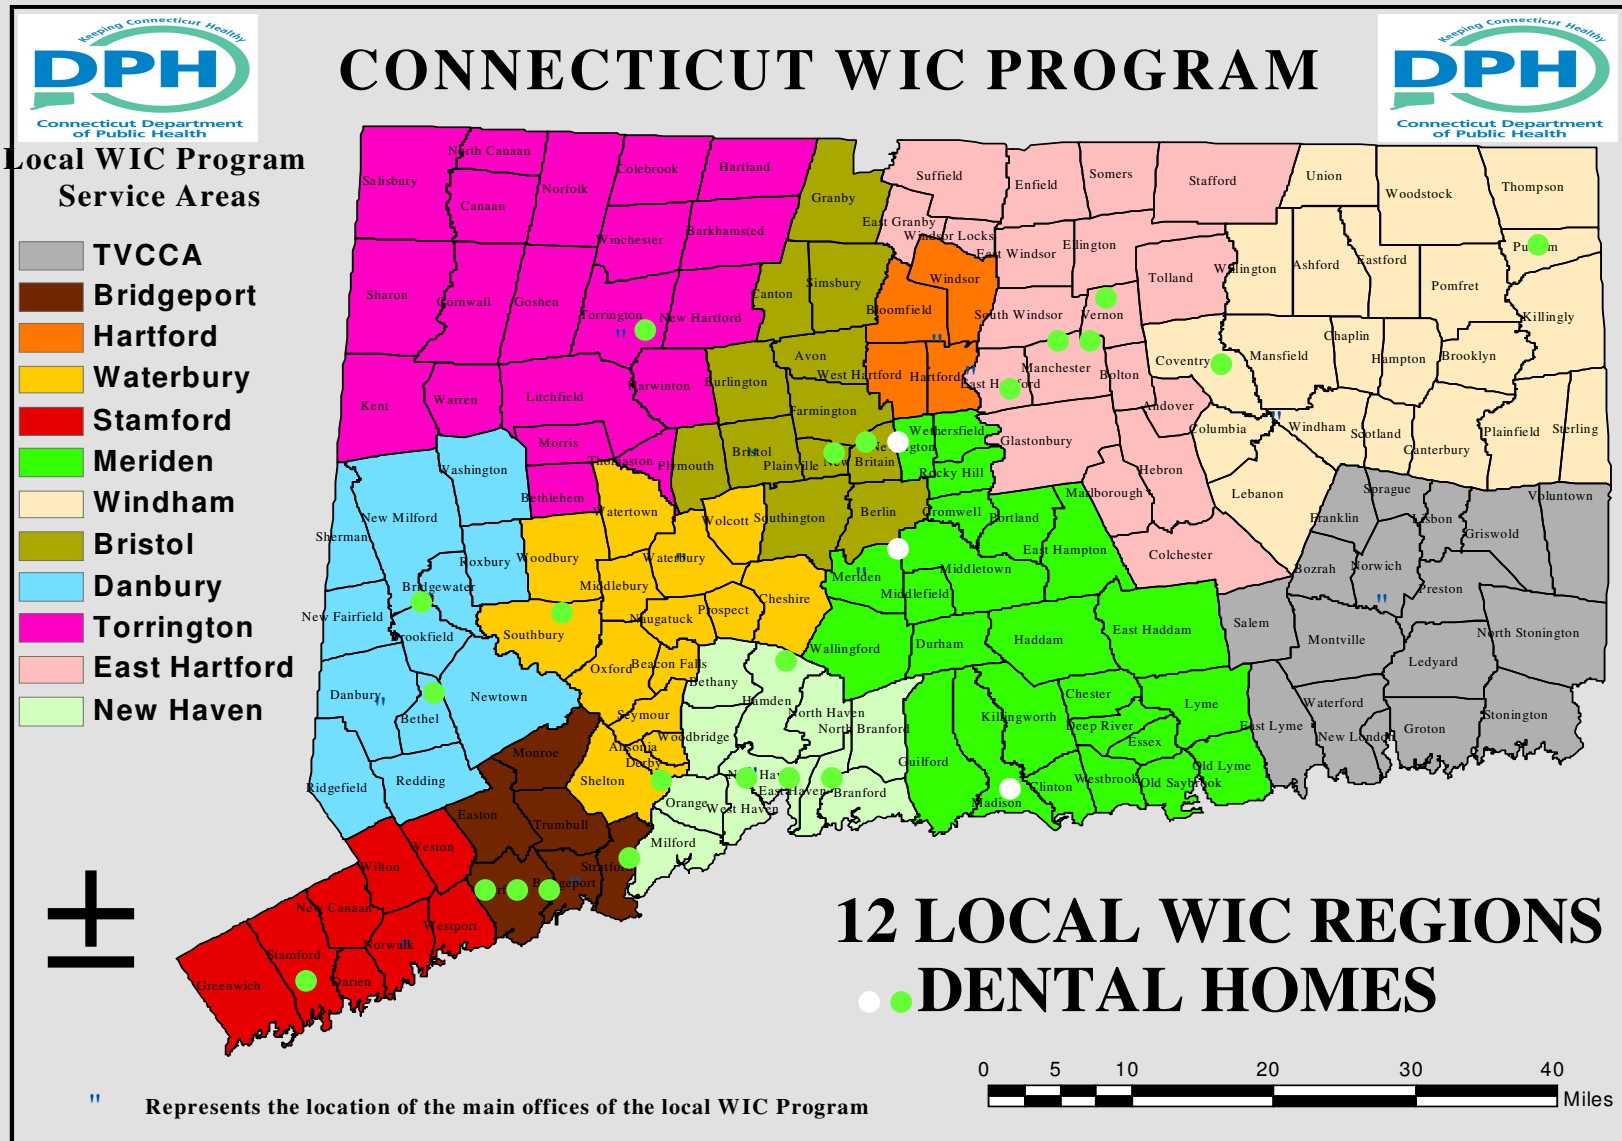 Keeping Connecticut Healthy
DPH
Connecticut Department
of Public Health
CONNECTICUT WIC PROGRAM
Keeping Connecticut Healthy
DPH
Connecticut Department
of Public Health
Local WIC Program
Service Areas
TVCCA
Bridgeport
Hartford
Waterbury
Stamford
Meriden
Windham
Bristol
Danbury
Torrington
East Hartford
New Haven
North Canaan
Salisbury
Canaan
Norfolk
Colebrook
Hartland
Winchester
Barkhamsted
Sharon
Cornwall
Goshen
Torrington
New Hartford
Kent
Warren
Litchfield
Harwinton
Morris
Thomaston
Bethlehem
Granby
Canton
Simsbury
Avon
Burlington
Farmington
Bristol
Plainville
New Britain
Plymouth
Southington
Berlin
Suffield
East Granby
Windsor Locks
Enfield
Somers
Stafford
East Windsor
Ellington
Tolland
South Windsor
Vernon
East Hartford
Manchester
Bolton
Andover
Glastonbury
Hebron
Marlborough
Colchester
Windsor
Bloomfield
West Hartford
Hartford
Union
Woodstock
Thompson
Putnam
Willington
Ashford
Eastford
Pomfret
Killingly
Coventry
Mansfield
Chaplin
Hampton
Brooklyn
Columbia
Windham
Scotland
Canterbury
Plainfield
Sterling
Lebanon
Wethersfield
Newington
Rocky Hill
Cromwell
Portland
East Hampton
Meriden
Middletown
Middlefield
Wallingford
Durham
Haddam
East Haddam
Killingworth
Chester
Deep River
Essex
Lyme
Guilford
Madison
Clinton
Westbrook
Old Saybrook
Old Lyme
Sprague
Franklin
Lisbon
Griswold
Voluntown
Bozrah
Norwich
Preston
Salem
Montville
Ledyard
North Stonington
East Lyme
Waterford
New London
Groton
Stonington
Washington
New Milford
Sherman
Roxbury
Bridgewater
New Fairfield
Brookfield
Danbury
Bethel
Newtown
Ridgefield
Redding
Watertown
Wolcott
Woodbury
Waterbury
Middlebury
Cheshire
Prospect
Naugatuck
Southbury
Oxford
Beacon Falls
Seymour
Ansonia
Derby
Shelton
Bethany
Hamden
North Haven
North Branford
Woodbridge
New Haven
East Haven
Branford
Orange
West Haven
Milford
Monroe
Easton
Trumbull
Stratford
Fairfield
Bridgeport
Weston
Wilton
New Canaan
Westport
Norwalk
Stamford
Darien
Greenwich
12 LOCAL WIC REGIONS
DENTAL HOMES
0 5 10 20 30 40
Miles
" Represents the location of the main offices of the local WIC Program